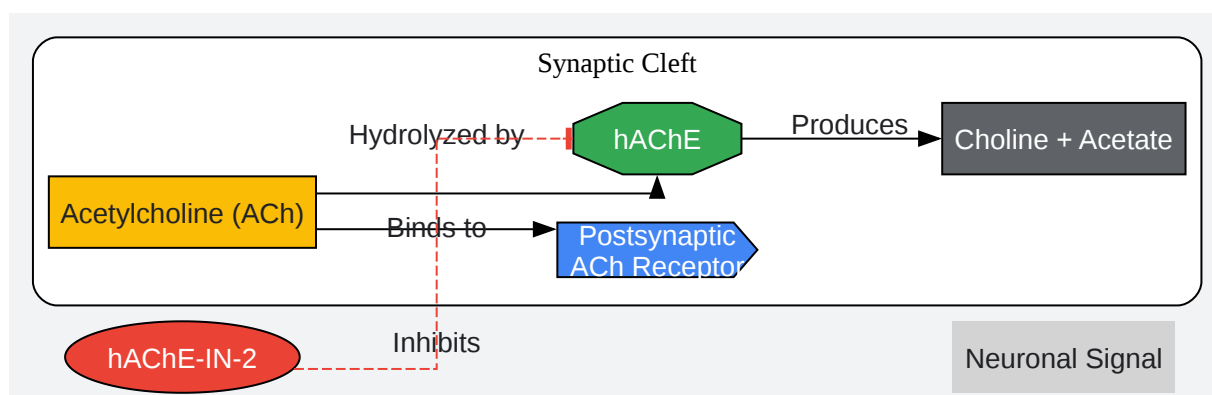 Synaptic Cleft
Hydrolyzed by
hAChE
Produces
Choline + Acetate
Acetylcholine (ACh)
Binds to
Postsynaptic
ACh Receptor
Inhibits
hAChE-IN-2
Neuronal Signal